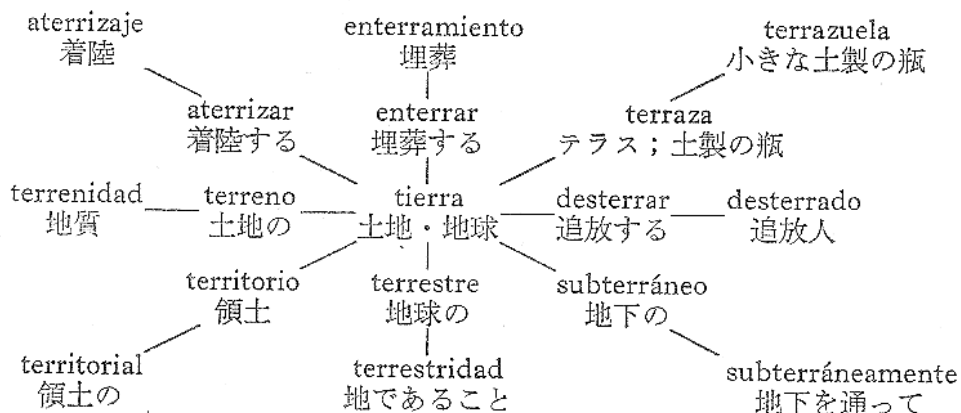 aterrizaje
着陸
enterramiento
埋葬
terrazuela
小きな土製の瓶
aterrizar
着陸する
enterrar
埋葬する
terraza
テラス；土製の瓶
terrenidad
地質
terreno
土地の
tierra
土地・地球
desterrar
追放する
desterrado
追放人
territorio
領土
terrestre
地球の
subterráneo
地下の
territorial
領土の
terrestridad
地であること
subterráneamente
地下を通って